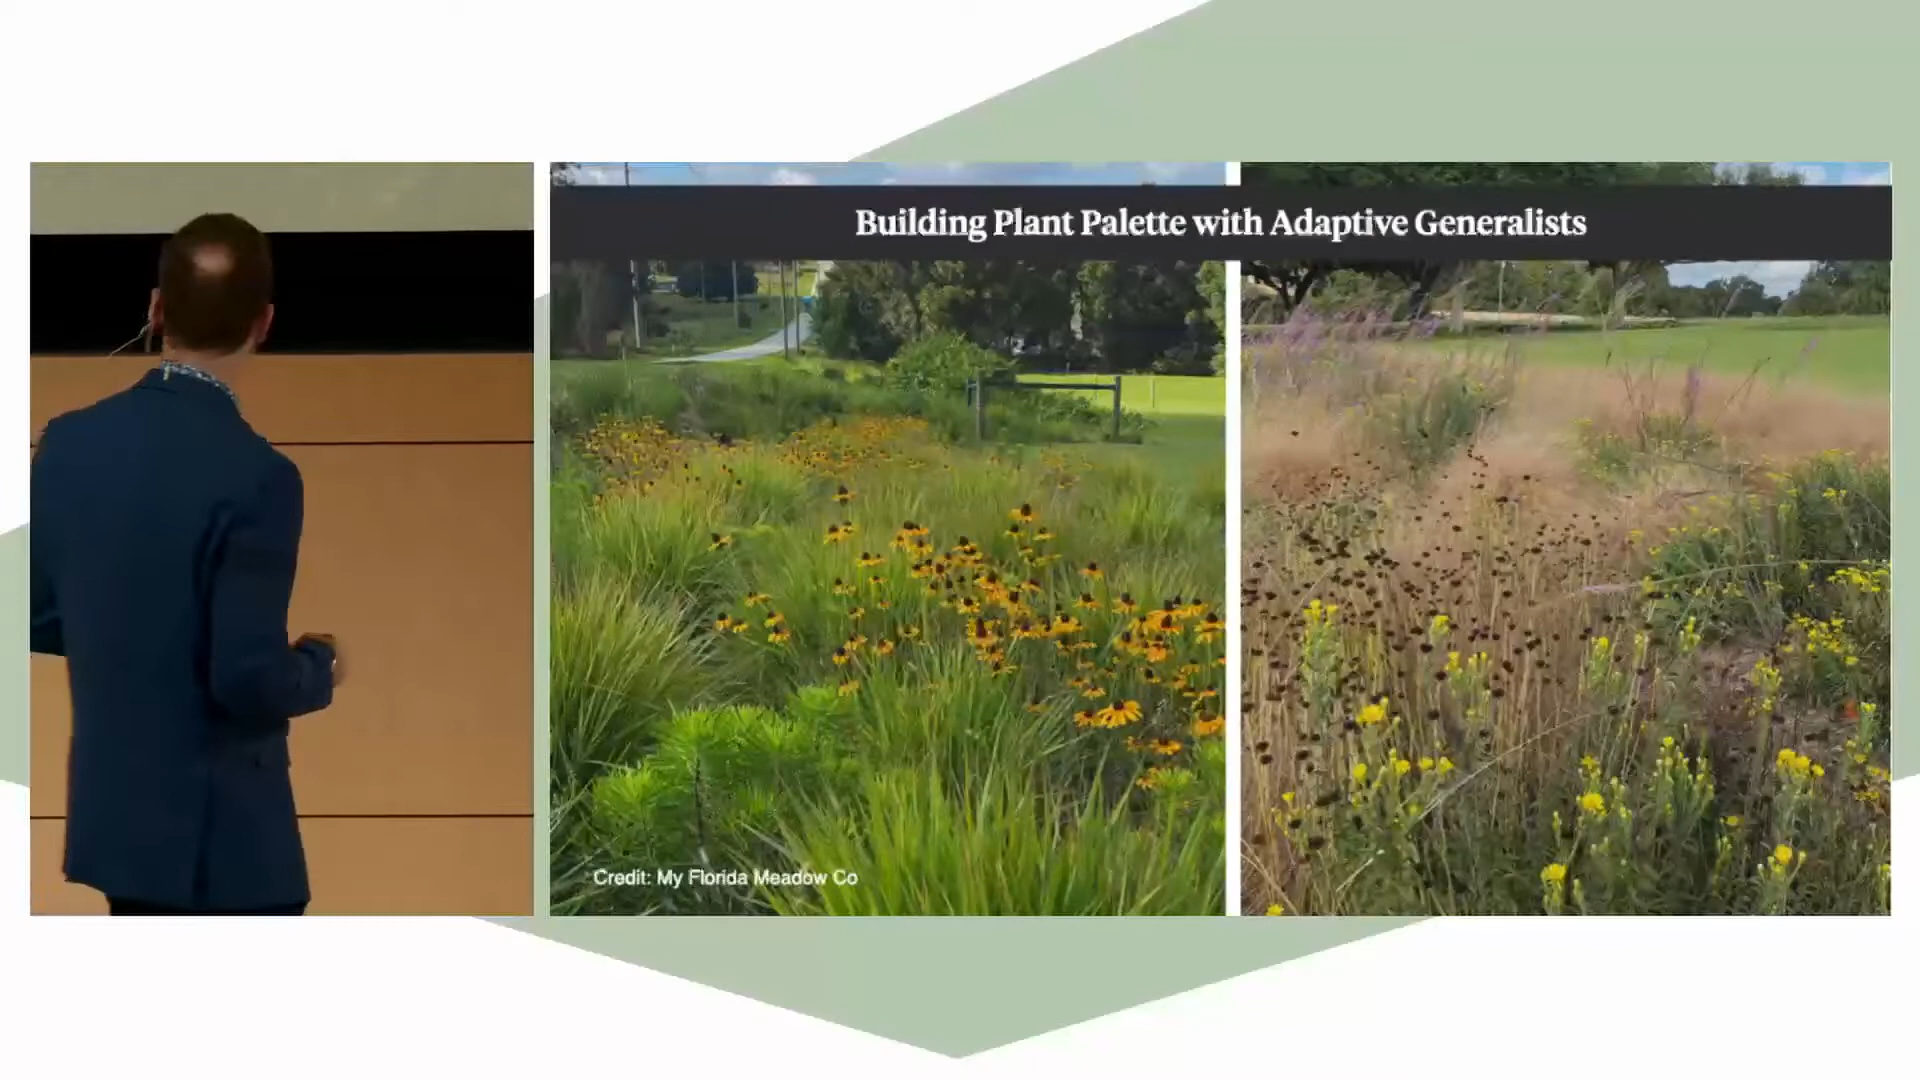 Building Plant Palette with Adaptive Generalists
Credit: My Florida Meadow Co